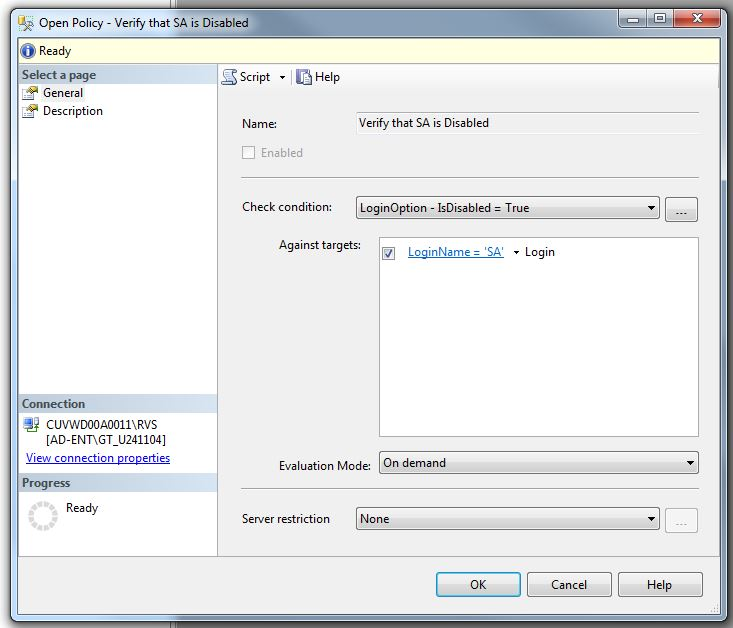 Open Policy - Verify that SA is Disabled
Ready
Select a page
General
Description
Script
Help
Name:
Verify that SA is Disabled
Enabled
Check condition:
LoginOption - IsDisabled = True
...
Against targets:
LoginName = 'SA'
Login
Evaluation Mode:
On demand
Server restriction
None
...
Connection
CUVWD00A0011\RVS
[AD-ENT\GT_U241104]
View connection properties
Progress
Ready
OK
Cancel
Help